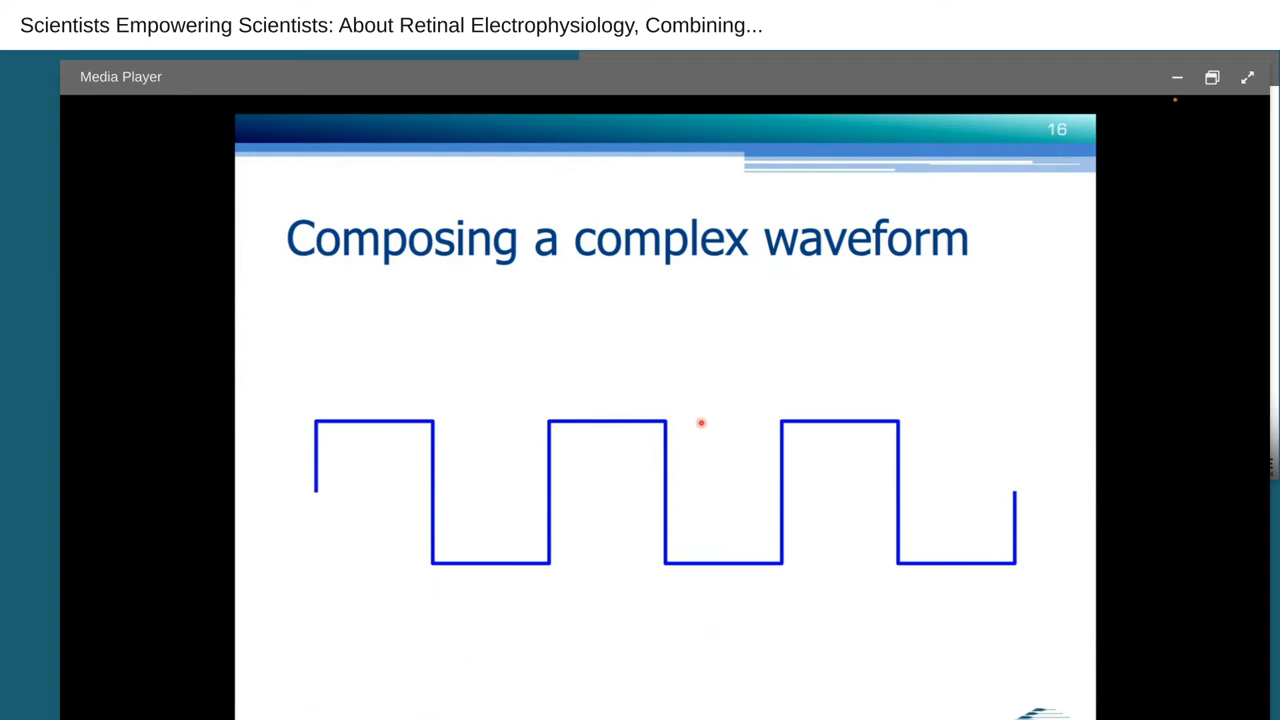 Scientists Empowering Scientists: About Retinal Electrophysiology, Combining...
Media Player
16
Composing a complex waveform